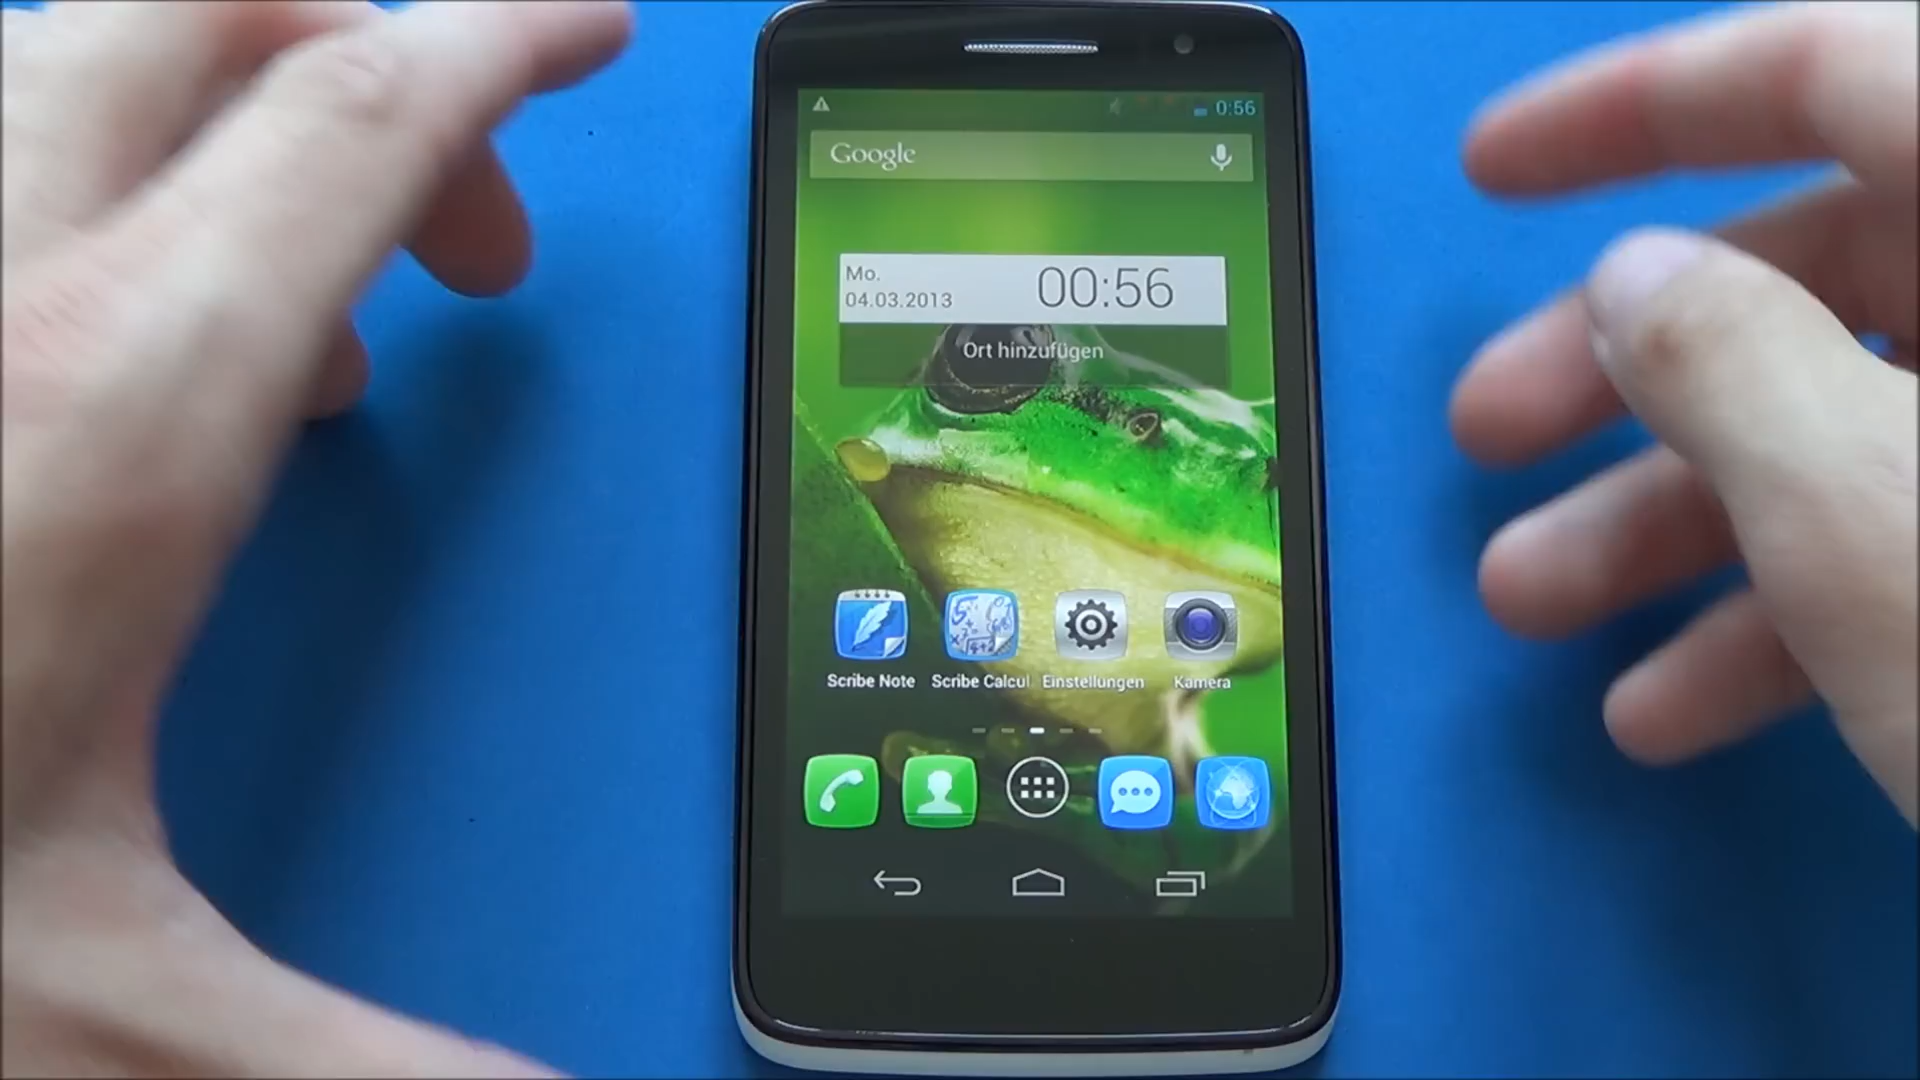 0:56
Google
Mo.
04.03.2013
00:56
Ort hinzufügen
Scribe Note
Scribe Calcul
Einstellungen
Kamera